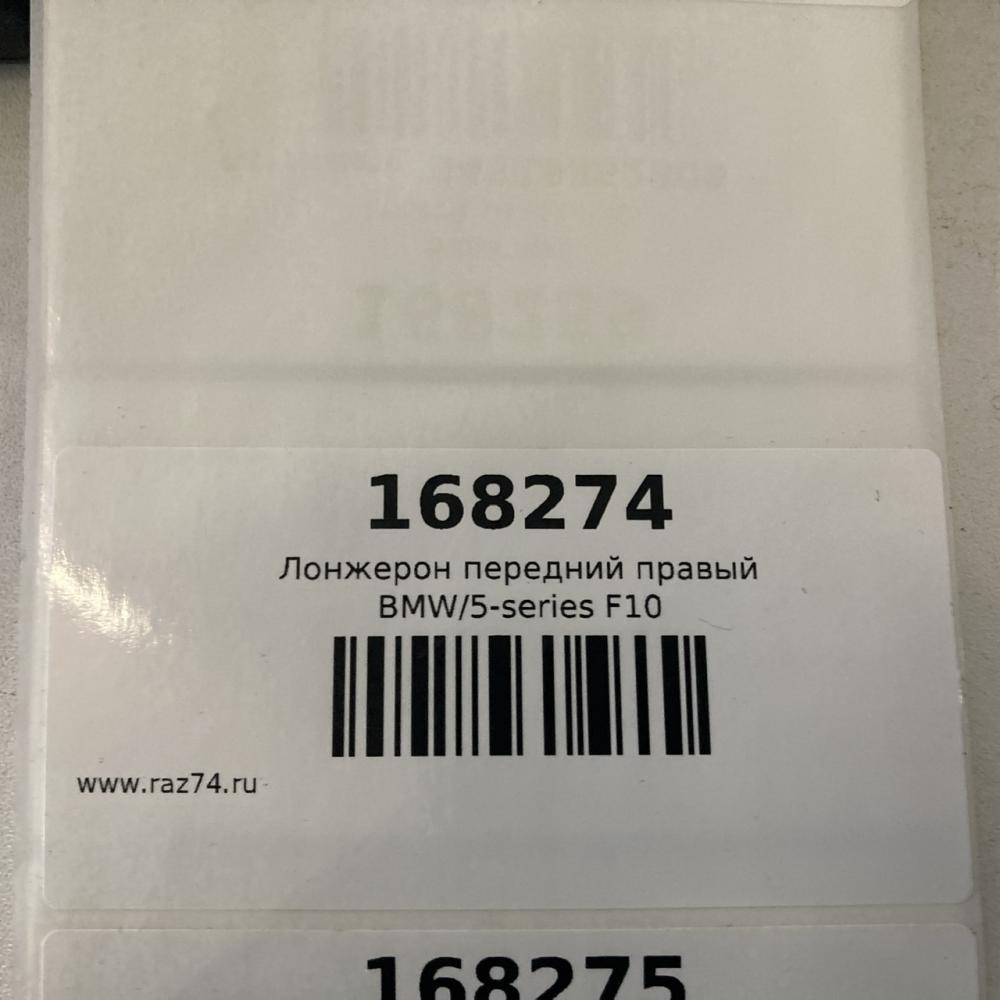 168274
Лонжерон передний правый
BMW/5-series F10
www.raz74.ru
168275